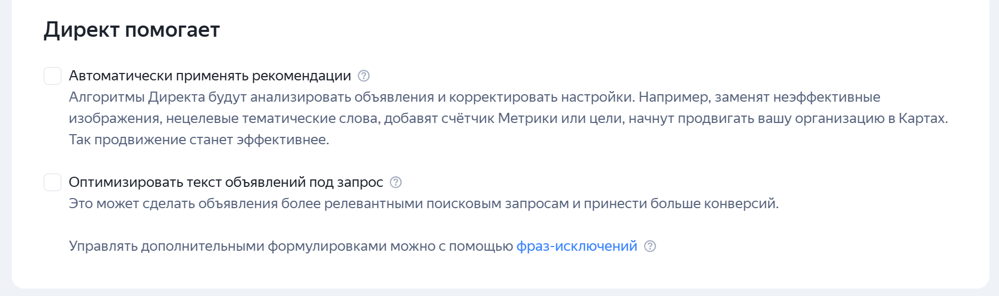 Директ помогает
Автоматически применять рекомендации
Алгоритмы Директа будут анализировать объявления и корректировать настройки. Например, заменят неэффективные
изображения, нецелевые тематические слова, добавят счётчик Метрики или цели, начнут продвигать вашу организацию в Картах.
Так продвижение станет эффективнее.
Оптимизировать текст объявлений под запрос
Это может сделать объявления более релевантными поисковым запросам и принести больше конверсий.
Управлять дополнительными формулировками можно с помощью фраз-исключений